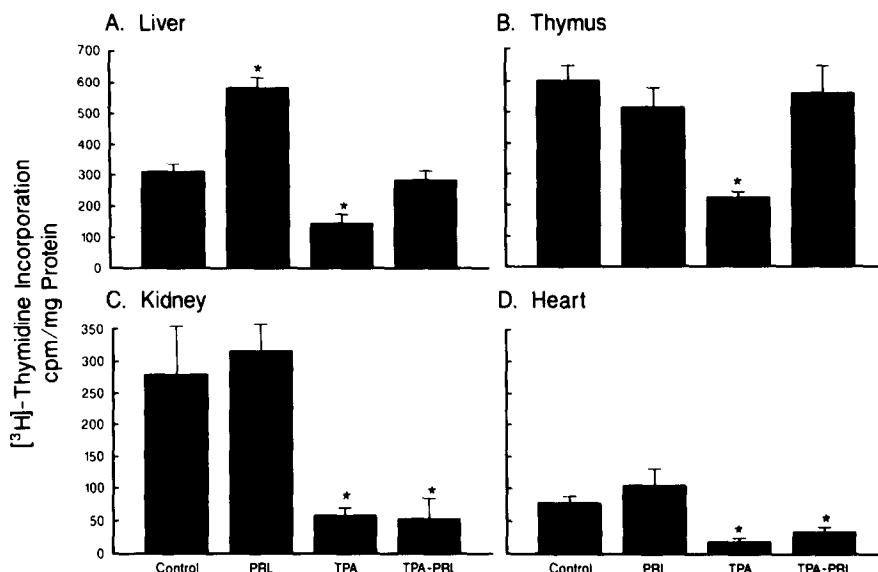 A. Liver
B. Thymus
700
600
500
400
300
200
100
0
*
*
*
[³H]-Thymidine Incorporation
cpm/mg Protein
C. Kidney
D. Heart
350
300
250
200
150
100
50
0
*
*
*
*
Control PRL TPA TPA-PRL
Control PRL TPA TPA-PRL